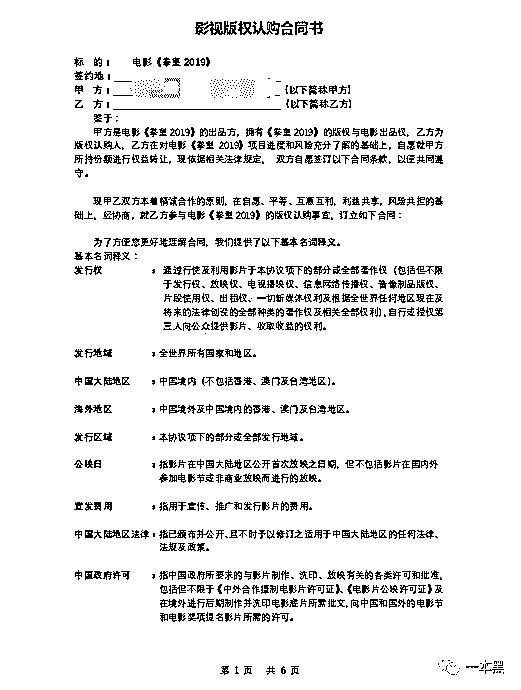 影视版权认购合同书
标 的： 电影《拳皇2019》
签约地：
甲 方： （以下简称甲方）
乙 方： （以下简称乙方）
鉴于：
甲方是电影《拳皇2019》的出品方，拥有《拳皇2019》的版权与电影出品权，乙方为
版权认购人，乙方在对电影《拳皇2019》项目进程和风险充分了解的基础上，自愿就甲方
所持份额进行权益转让，现依据相关法律规定， 双方自愿签订以下合同条款，以便共同遵
守。
现甲乙双方本着精诚合作的原则，在自愿、平等、互惠互利，利益共享，风险共担的基
础上，经协商，就乙方参与电影《拳皇2019》的版权认购事宜，订立如下合同：
为了方便您更好地理解合同，我们提供了以下基本名词释义。
基本名词释义：
发行权 ：通过行使及利用影片于本协议项下的部分或全部著作权（包括但不限
于发行权、放映权、电视播映权、信息网络传播权、音像制品版权、
片段使用权、出租权、一切新媒体权利及根据全世界任何地区现在及
将来的法律创设的全部种类的著作权及相关全部权利），自行或授权第
三人向公众提供影片、收取收益的权利。
发行地域 ：全世界所有国家和地区。
中国大陆地区 ：中国境内（不包括香港、澳门及台湾地区）。
海外地区 ：中国境外及中国境内的香港、澳门及台湾地区。
发行区域 ：本协议项下的部分或全部发行地域。
公映日 ：指影片在中国大陆地区公开首次放映之日期，但不包括影片在国内外
参加电影节或非商业放映而进行的放映。
宣发费用 ：指用于宣传、推广和发行影片的费用。
中国大陆地区法律：指已颁布并公开、且不时予以修订之适用于中国大陆地区的任何法律、
法规及政策。
中国政府许可 ：指中国政府所要求的与影片制作、洗印、放映有关的各类许可和批准，
包括但不限于《中外合作摄制电影片许可证》、《电影片公映许可证》及
在境外进行后期制作并洗印电影底片所需批文，向中国和国外的电影节
和电影奖项提名影片所需的许可。
第 1 页 共 6 页
一本黑